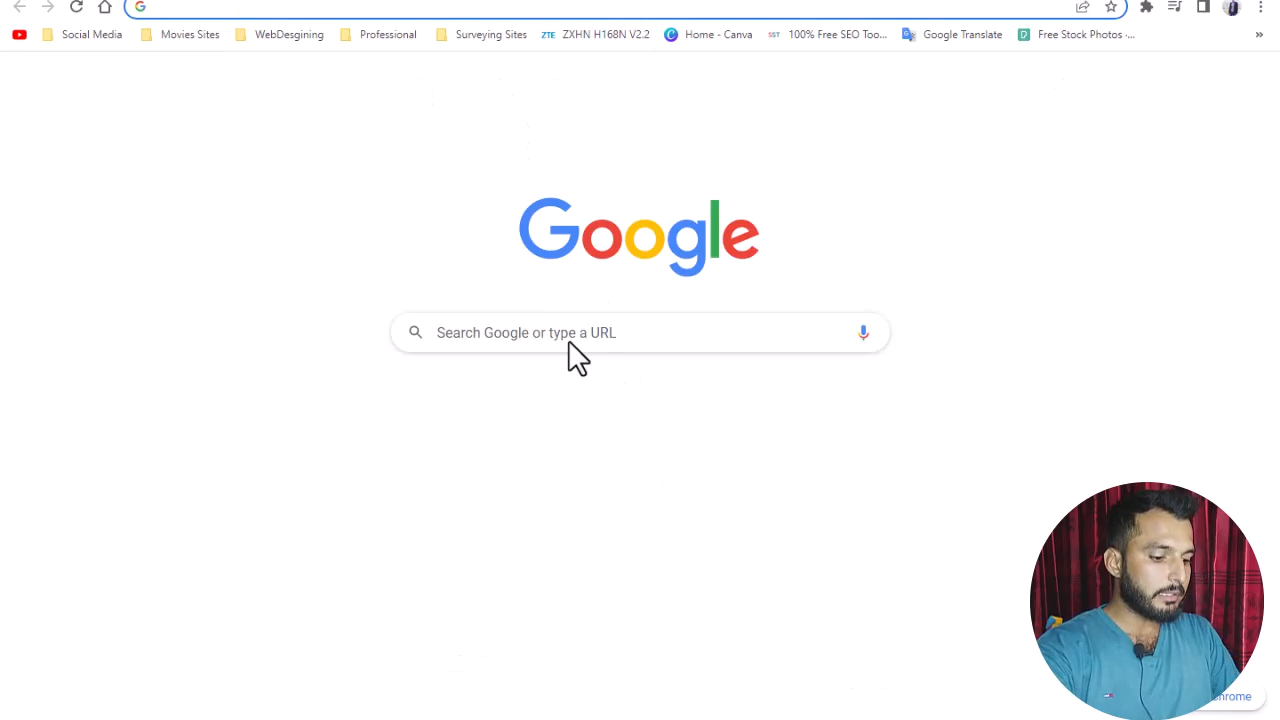 Social Media Movies Sites WebDesgining Professional Surveying Sites ZTE ZXHN H168N V2.2 Home - Canva SST 100% Free SEO Too... Google Translate Free Stock Photos ·... »
Google
Search Google or type a URL
hrome